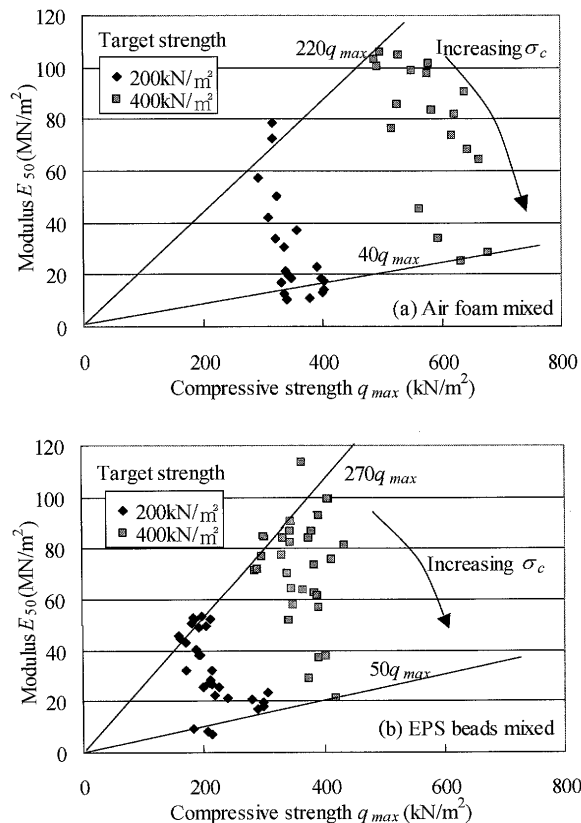 120
100
80
60
40
20
0
Modulus E50 (MN/m²)
Target strength
200kN/㎡
400kN/㎡
220qmax
Increasing σc
40qmax
(a) Air foam mixed
0
200
400
600
800
Compressive strength qmax (kN/m²)
120
100
80
60
40
20
0
Modulus E50 (MN/m²)
Target strength
200kN/㎡
400kN/㎡
270qmax
Increasing σc
50qmax
(b) EPS beads mixed
0
200
400
600
800
Compressive strength qmax (kN/m²)